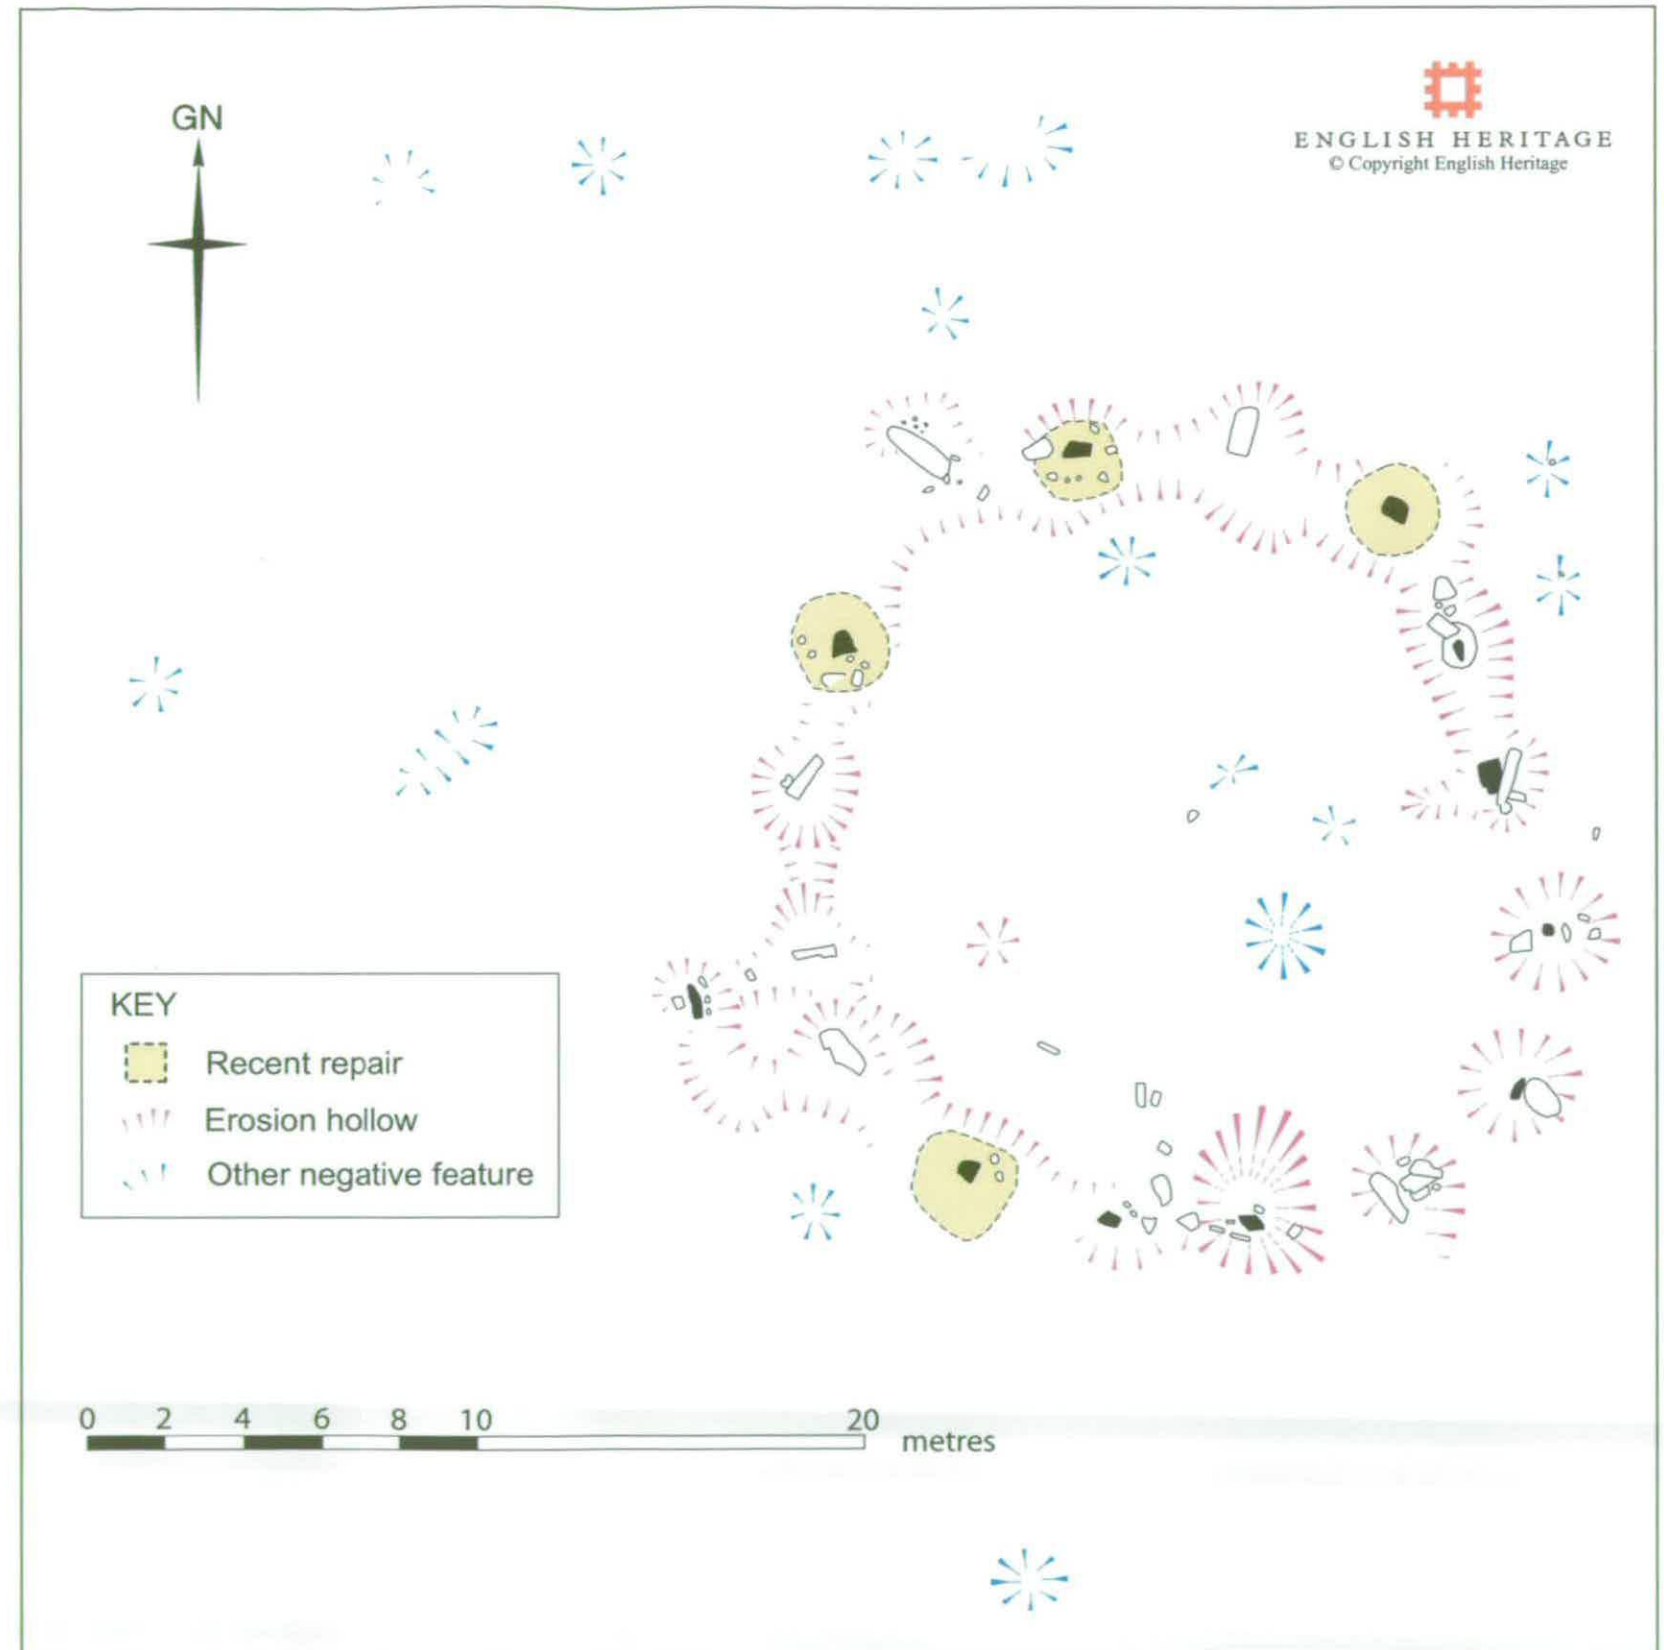 GN
ENGLISH HERITAGE
© Copyright English Heritage
KEY
Recent repair
Erosion hollow
Other negative feature
0 2 4 6 8 10 20
metres